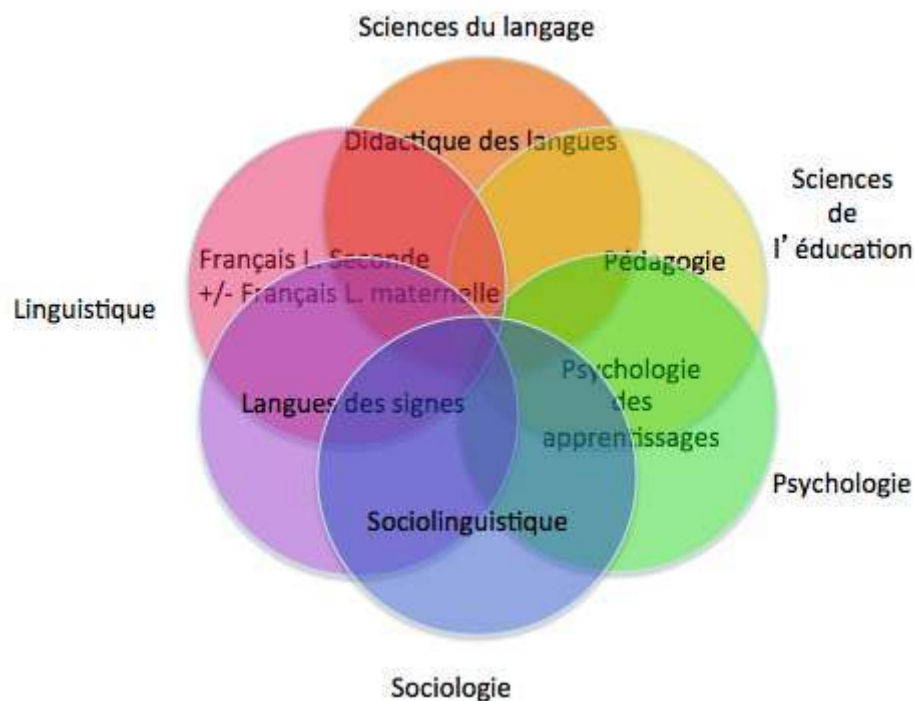 Sciences du langage
Didactique des langues
Sciences
de
l’éducation
Français L. Seconde
+/- Français L. maternelle
Pédagogie
Linguistique
Psychologie
des
apprentissages
Langues des signes
Psychologie
Sociolinguistique
Sociologie